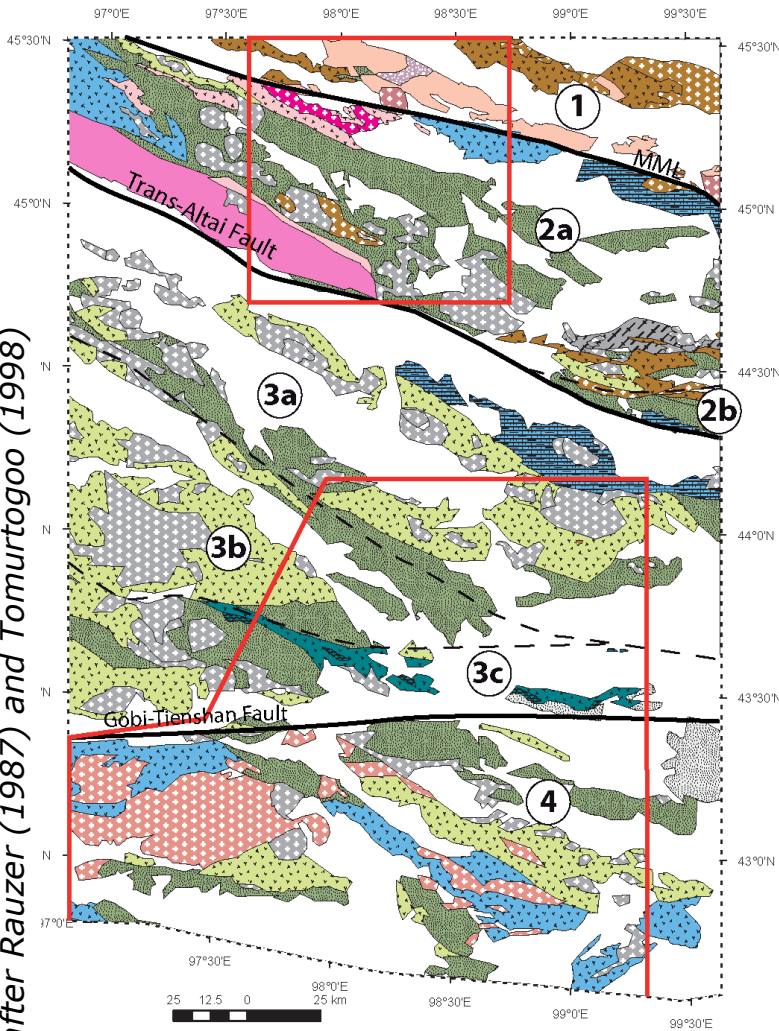 97°0'E 97°30'E 98°0'E 98°30'E 99°0'E 99°30'E
45°30'N
45°30'N
1
MML
45°0'N
45°0'N
Trans-Altai Fault
2a
44°30'N
N
3a
2b
N
44°0'N
3b
3c
N
43°30'N
Gobi-Tienshan Fault
4
N
43°0'N
97°0'E
97°30'E
98°0'E
98°30'E
99°0'E
99°30'E
25 12.5 0 25 km
after Rauzer (1987) and Tomurtogoo (1998)